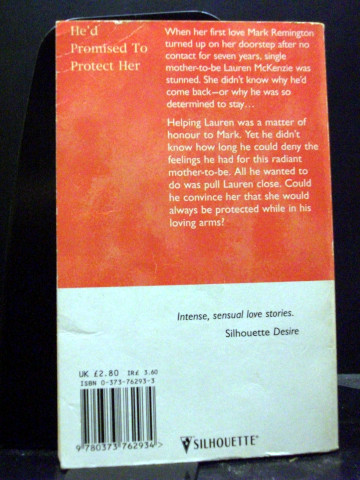 He'd
Promised To
Protect Her
When her first love Mark Remington
turned up on her doorstep after no
contact for seven years, single
mother-to-be Lauren McKenzie was
stunned. She didn't know why he'd
come back–or why he was so
determined to stay…
Helping Lauren was a matter of
honour to Mark. Yet he didn't
know how long he could deny the
feelings he had for this radiant
mother-to-be. All he wanted to
do was pull Lauren close. Could
he convince her that she would
always be protected while in his
loving arms?
Intense, sensual love stories.
Silhouette Desire
UK £2.80 IR£ 3.60
ISBN 0-373-76293-3
9 780373 762934 >
SILHOUETTE™